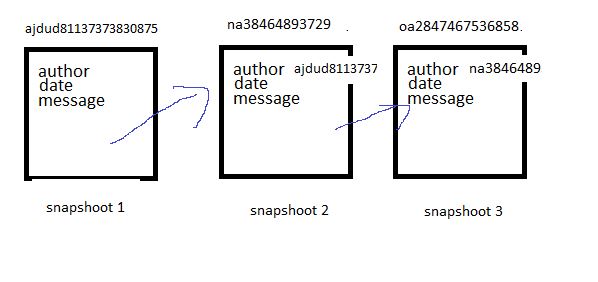 ajdud81137373830875
author
date
message
snapshoot 1
na38464893729 .
author ajdud8113737
date
message
snapshoot 2
oa2847467536858.
author na3846489
date
message
snapshoot 3